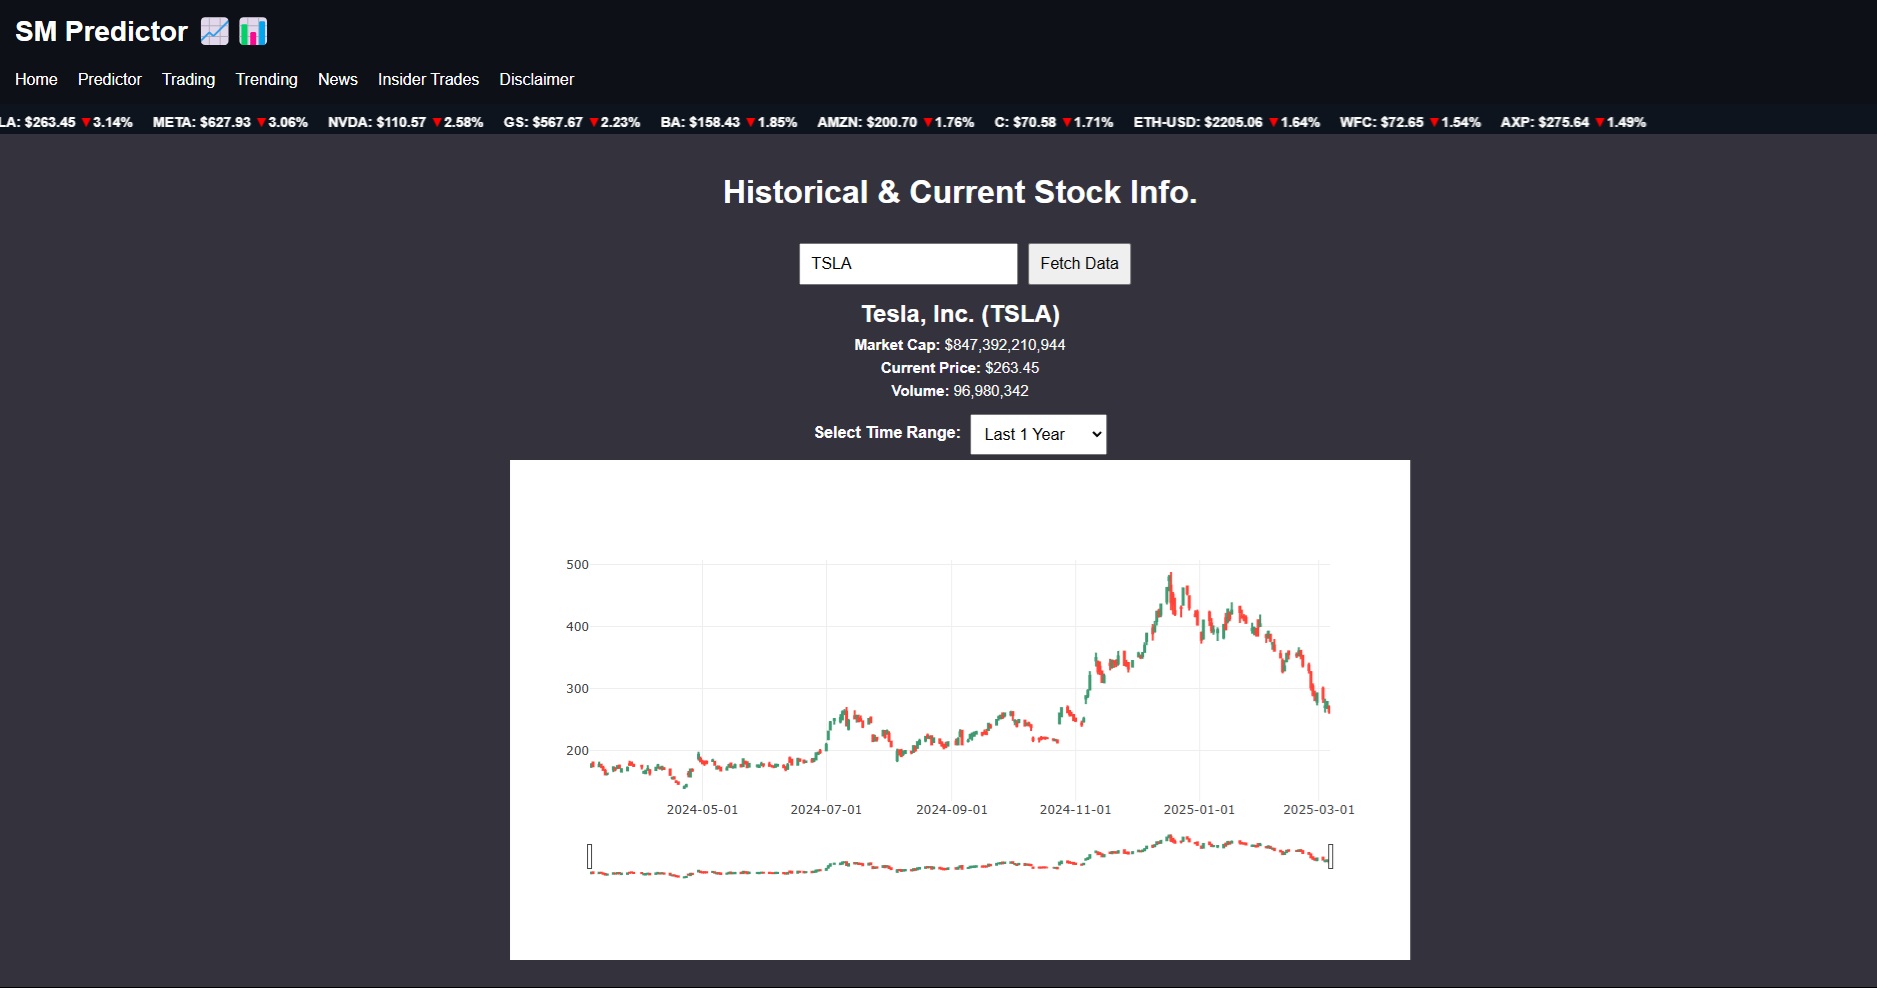 SM Predictor
Home Predictor Trading Trending News Insider Trades Disclaimer
LA: $263.45 ▼3.14% META: $627.93 ▼3.06% NVDA: $110.57 ▼2.58% GS: $567.67 ▼2.23% BA: $158.43 ▼1.85% AMZN: $200.70 ▼1.76% C: $70.58 ▼1.71% ETH-USD: $2205.06 ▼1.64% WFC: $72.65 ▼1.54% AXP: $275.64 ▼1.49%
Historical & Current Stock Info.
TSLA Fetch Data
Tesla, Inc. (TSLA)
Market Cap: $847,392,210,944
Current Price: $263.45
Volume: 96,980,342
Select Time Range: Last 1 Year
500
400
300
200
2024-05-01 2024-07-01 2024-09-01 2024-11-01 2025-01-01 2025-03-01